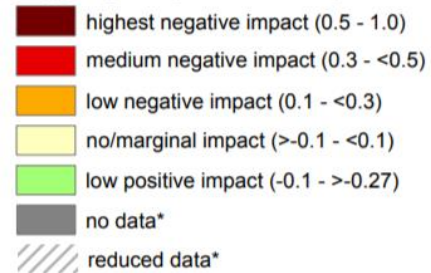 highest negative impact (0.5 - 1.0)
medium negative impact (0.3 - <0.5)
low negative impact (0.1 - <0.3)
no/marginal impact (>-0.1 - <0.1)
low positive impact (-0.1 - >-0.27)
no data*
reduced data*